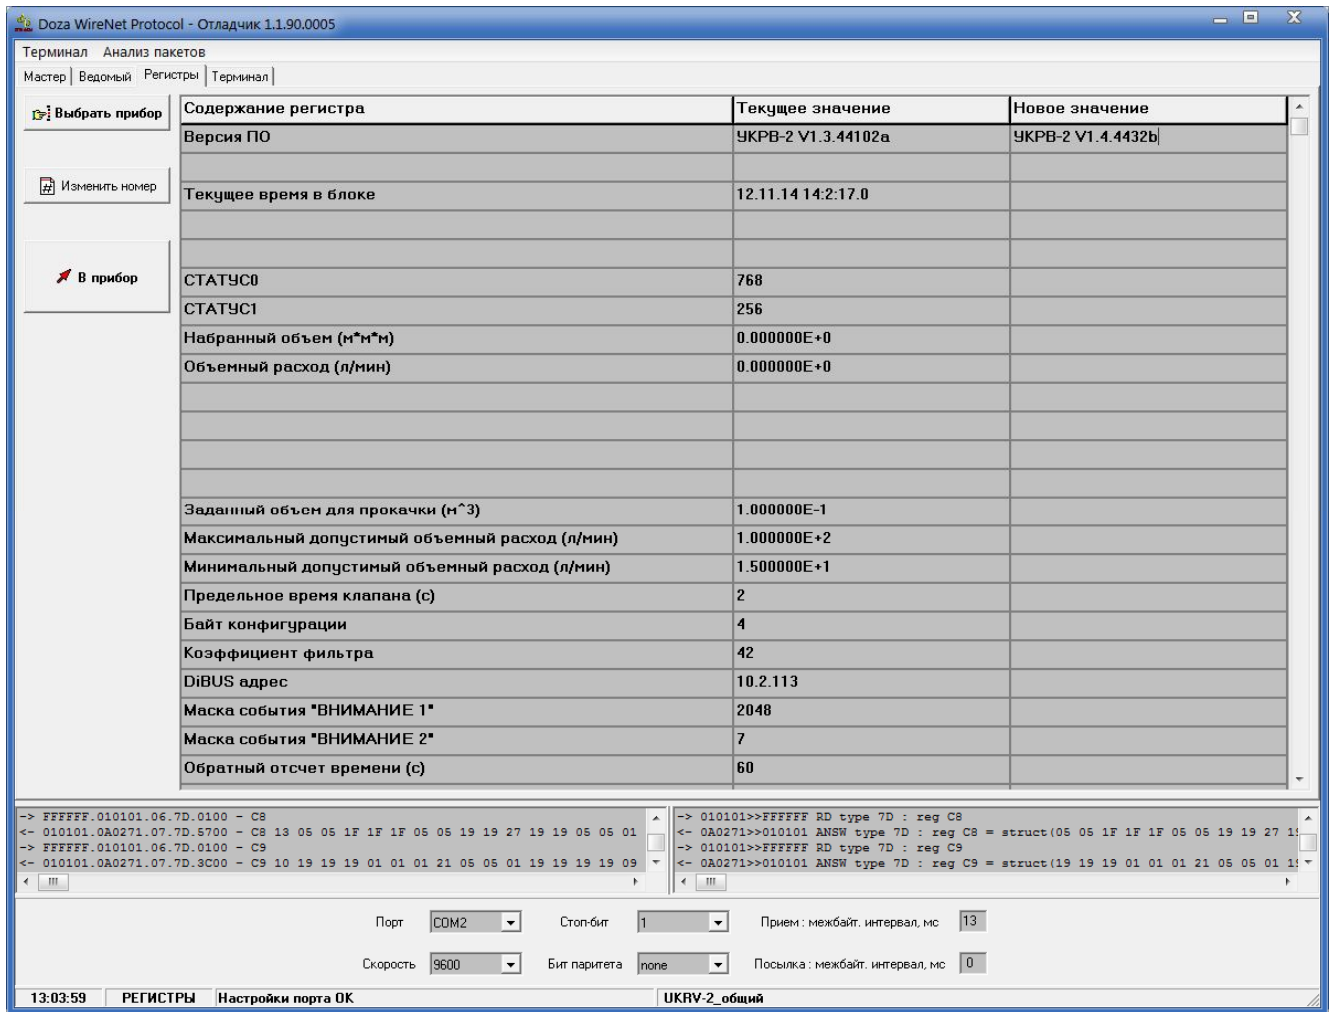 Doza WireNet Protocol - Отладчик 1.1.90.0005
Терминал Анализ пакетов
Мастер Ведомый Регистры Терминал
Выбрать прибор
Изменить номер
В прибор
Содержание регистра Текущее значение Новое значение
Версия ПО УКРВ-2 V1.3.44102a УКРВ-2 V1.4.4432b
Текущее время в блоке 12.11.14 14:2:17.0
СТАТУС0 768
СТАТУС1 256
Набранный объем (м*м*м) 0.000000E+0
Объемный расход (л/мин) 0.000000E+0
Заданный объем для прокачки (м^3) 1.000000E-1
Максимальный допустимый объемный расход (л/мин) 1.000000E+2
Минимальный допустимый объемный расход (л/мин) 1.500000E+1
Предельное время клапана (с) 2
Байт конфигурации 4
Коэффициент фильтра 42
DiBUS адрес 10.2.113
Маска события "ВНИМАНИЕ 1" 2048
Маска события "ВНИМАНИЕ 2" 7
Обратный отсчет времени (с) 60
-> FFFFFF.010101.06.7D.0100 - C8
<- 010101.0A0271.07.7D.5700 - C8 13 05 05 1F 1F 1F 05 05 19 19 27 19 19 05 05 01
-> FFFFFF.010101.06.7D.0100 - C9
<- 010101.0A0271.07.7D.3C00 - C9 10 19 19 19 01 01 01 21 05 05 01 19 19 19 19 09
-> 010101>>FFFFFF RD type 7D : reg C8
<- 0A0271>>010101 ANSW type 7D : reg C8 = struct(05 05 1F 1F 1F 05 05 19 19 27
-> 010101>>FFFFFF RD type 7D : reg C9
<- 0A0271>>010101 ANSW type 7D : reg C9 = struct(19 19 19 01 01 01 21 05 05 01
Порт COM2 Стоп-бит 1 Прием : межбайт. интервал, мс 13
Скорость 9600 Бит паритета none Посылка : межбайт. интервал, мс 0
13:03:59 РЕГИСТРЫ Настройки порта ОК UKRV-2_общий